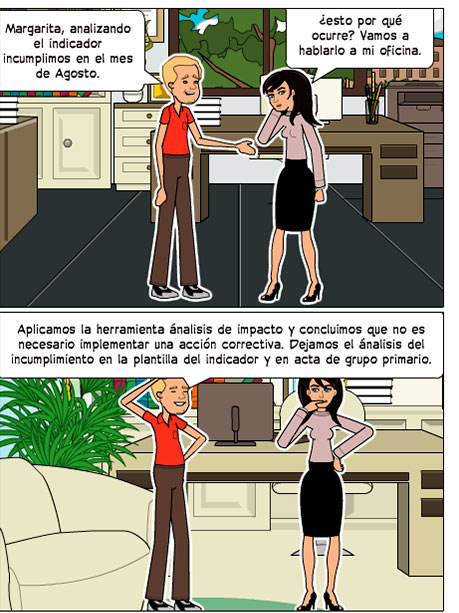 Margarita, analizando
el indicador
incumplimos en el mes
de Agosto.
¿esto por qué
ocurre? Vamos a
hablarlo a mi oficina.
Aplicamos la herramienta ánalisis de impacto y concluimos que no es
necesario implementar una acción correctiva. Dejamos el ánalisis del
incumplimiento en la plantilla del indicador y en acta de grupo primario.